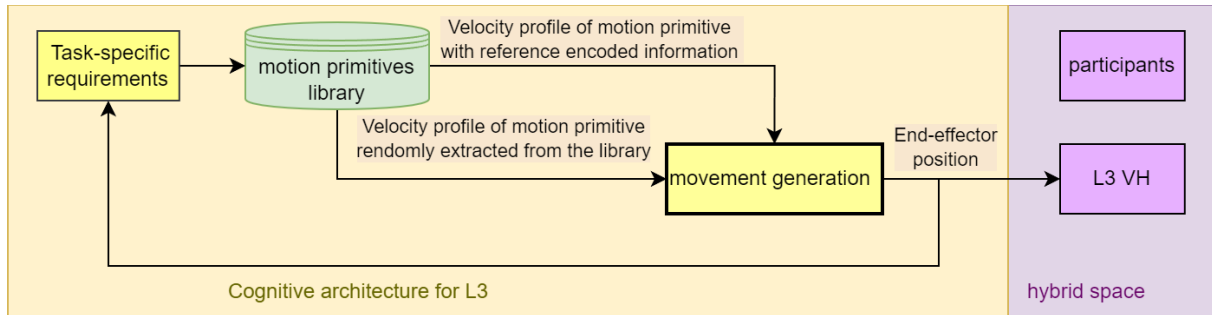 Task-specific
requirements
motion primitives
library
Velocity profile of motion primitive
with reference encoded information
Velocity profile of motion primitive
rendomly extracted from the library
movement generation
End-effector
position
participants
L3 VH
Cognitive architecture for L3
hybrid space